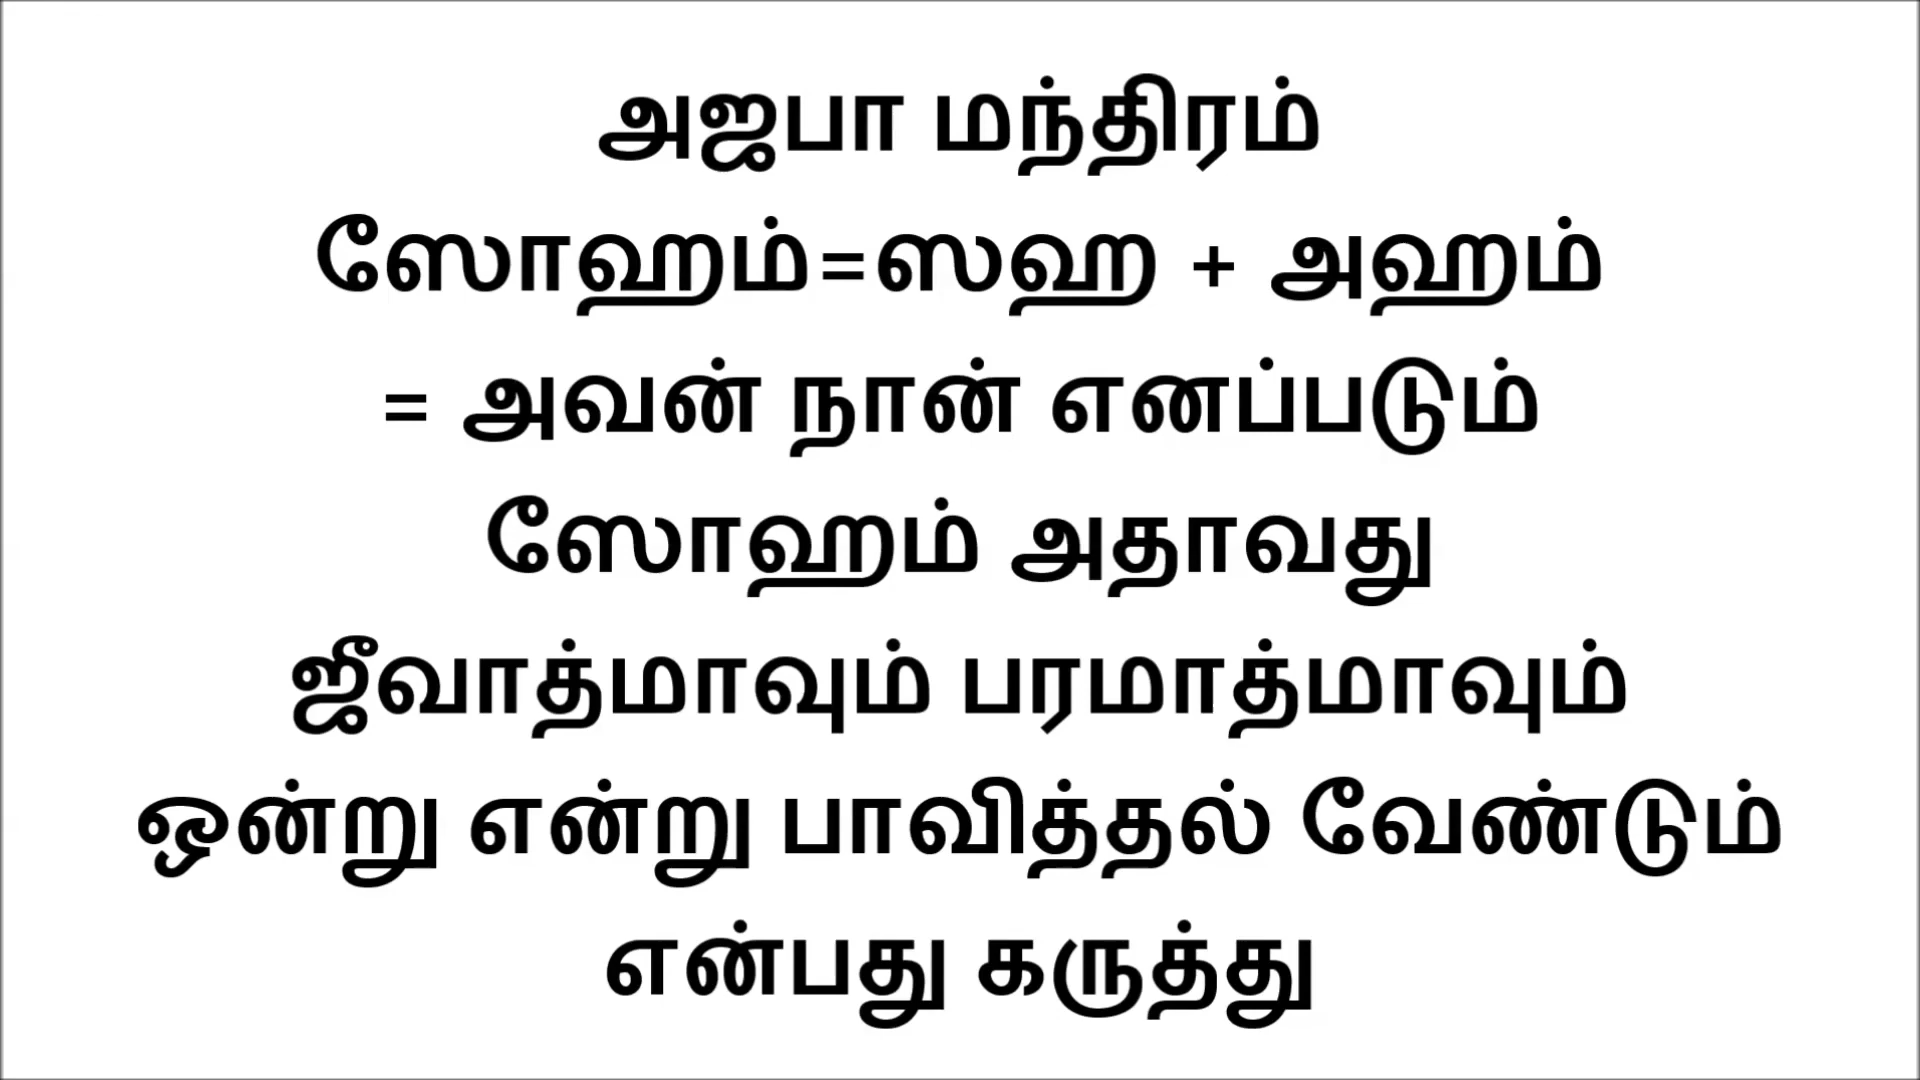 அஜபா மந்திரம்
ஸோஹம்=ஸஹ + அஹம்
= அவன் நான் எனப்படும்
ஸோஹம் அதாவது
ஜீவாத்மாவும் பரமாத்மாவும்
ஒன்று என்று பாவித்தல் வேண்டும்
என்பது கருத்து